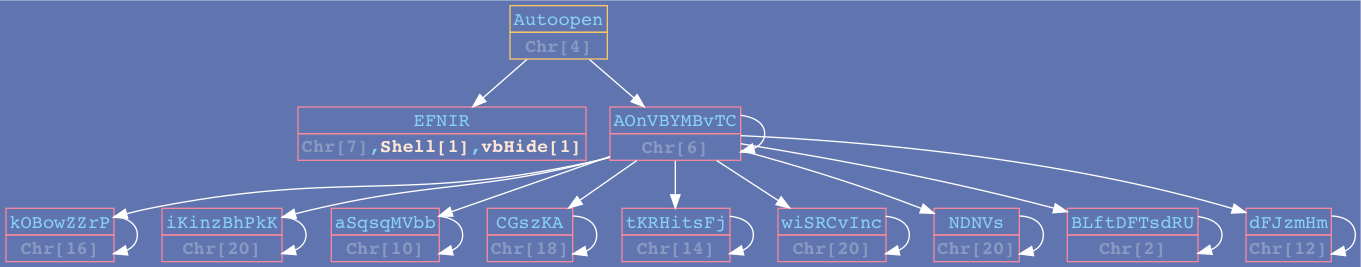 Autoopen
Chr[4]
EFNIR
Chr[7],Shell[1],vbHide[1]
AOnVBYMBvTC
Chr[6]
kOBowZZrP
Chr[16]
iKinzBhPkK
Chr[20]
aSqsqMVbb
Chr[10]
CGszKA
Chr[18]
tKRHitsFj
Chr[14]
wiSRCvInc
Chr[20]
NDNVs
Chr[20]
BLftDFTsdRU
Chr[2]
dFJzmHm
Chr[12]